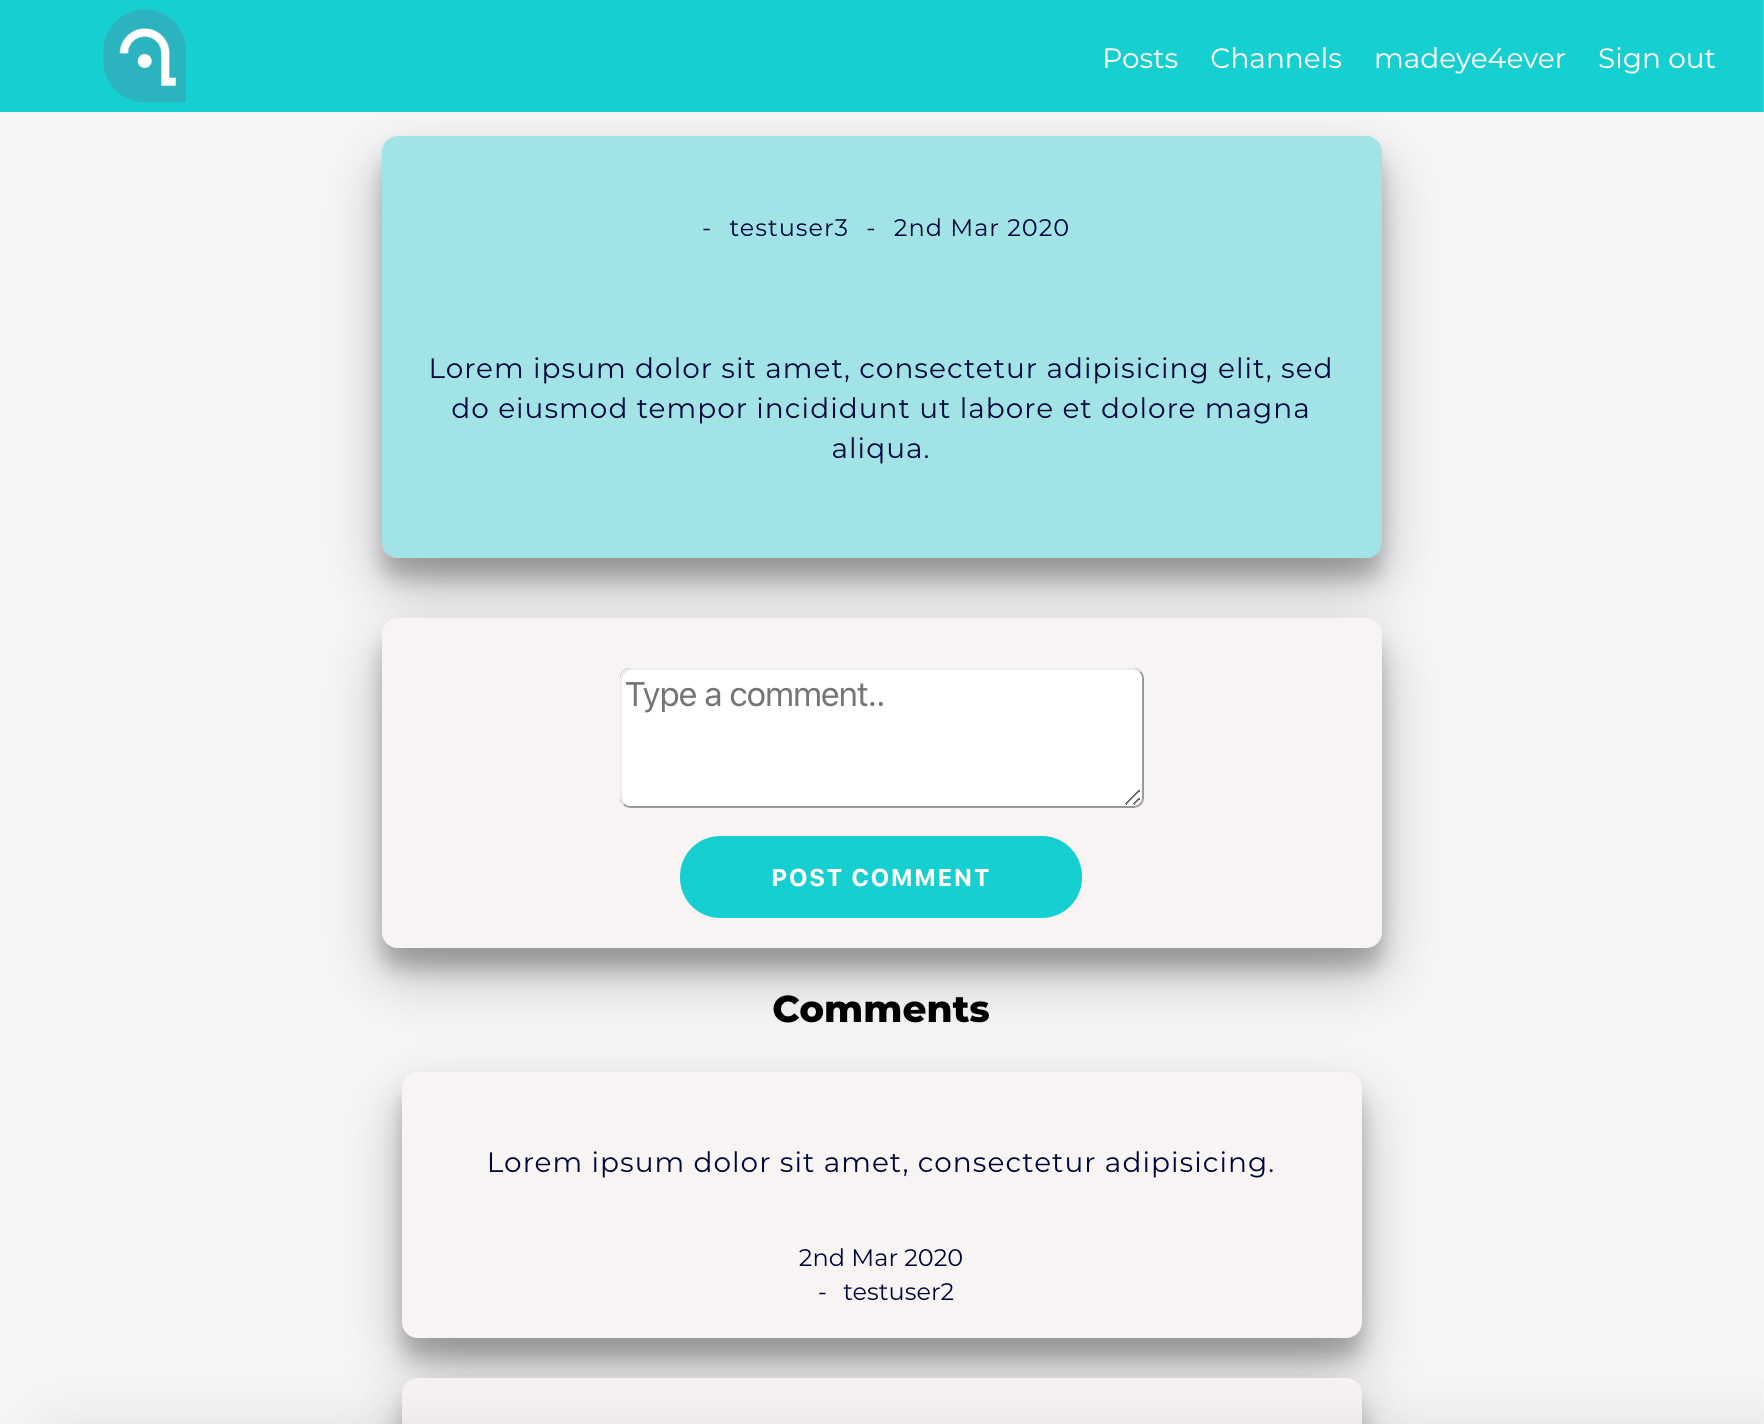 Posts Channels madeye4ever Sign out
- testuser3 - 2nd Mar 2020
Lorem ipsum dolor sit amet, consectetur adipisicing elit, sed
do eiusmod tempor incididunt ut labore et dolore magna
aliqua.
Type a comment..
POST COMMENT
Comments
Lorem ipsum dolor sit amet, consectetur adipisicing.
2nd Mar 2020
- testuser2